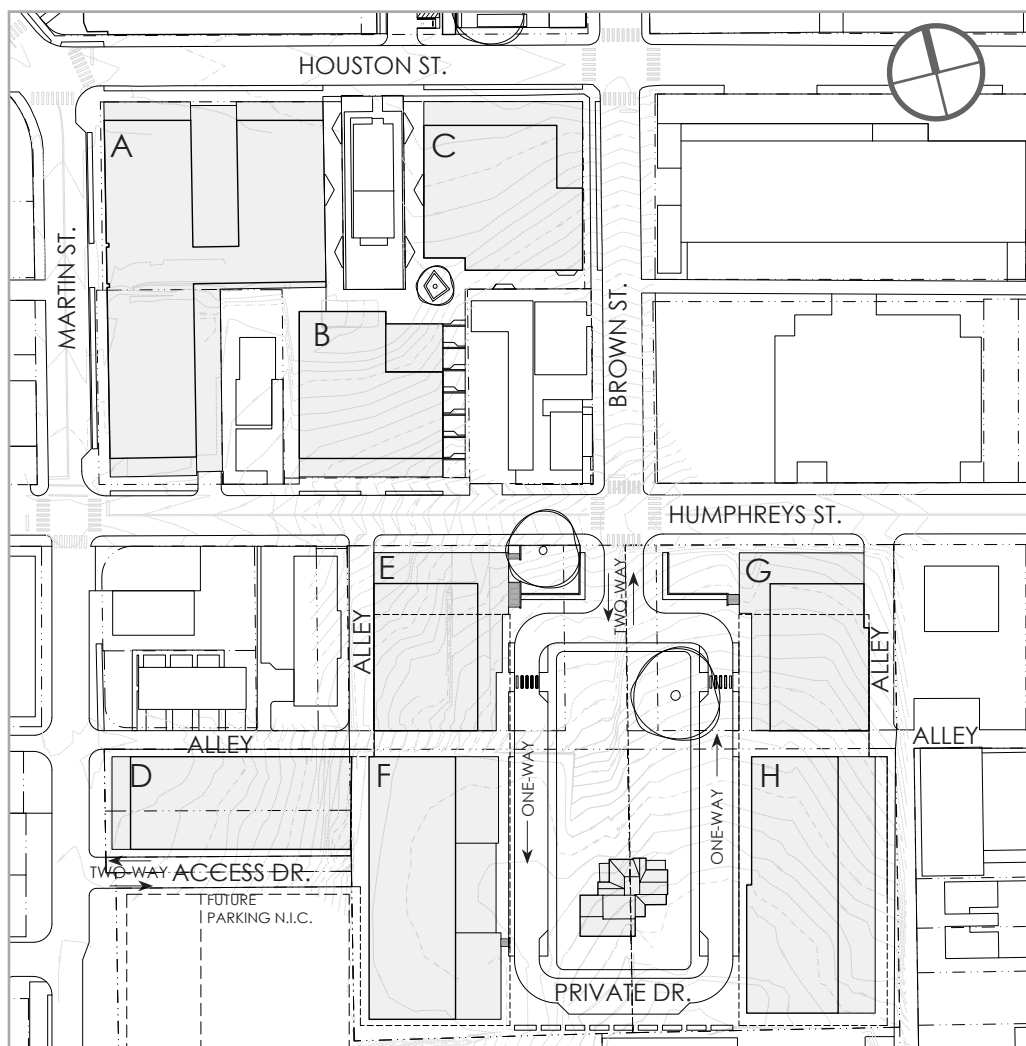 HOUSTON ST.
A
C
MARTIN ST.
BROWN ST.
B
HUMPHREYS ST.
E
G
TWO-WAY
ALLEY
ALLEY
ALLEY
ALLEY
D
F
H
ONE-WAY
ONE-WAY
TWO-WAY
ACCESS DR.
FUTURE
PARKING N.I.C.
PRIVATE DR.